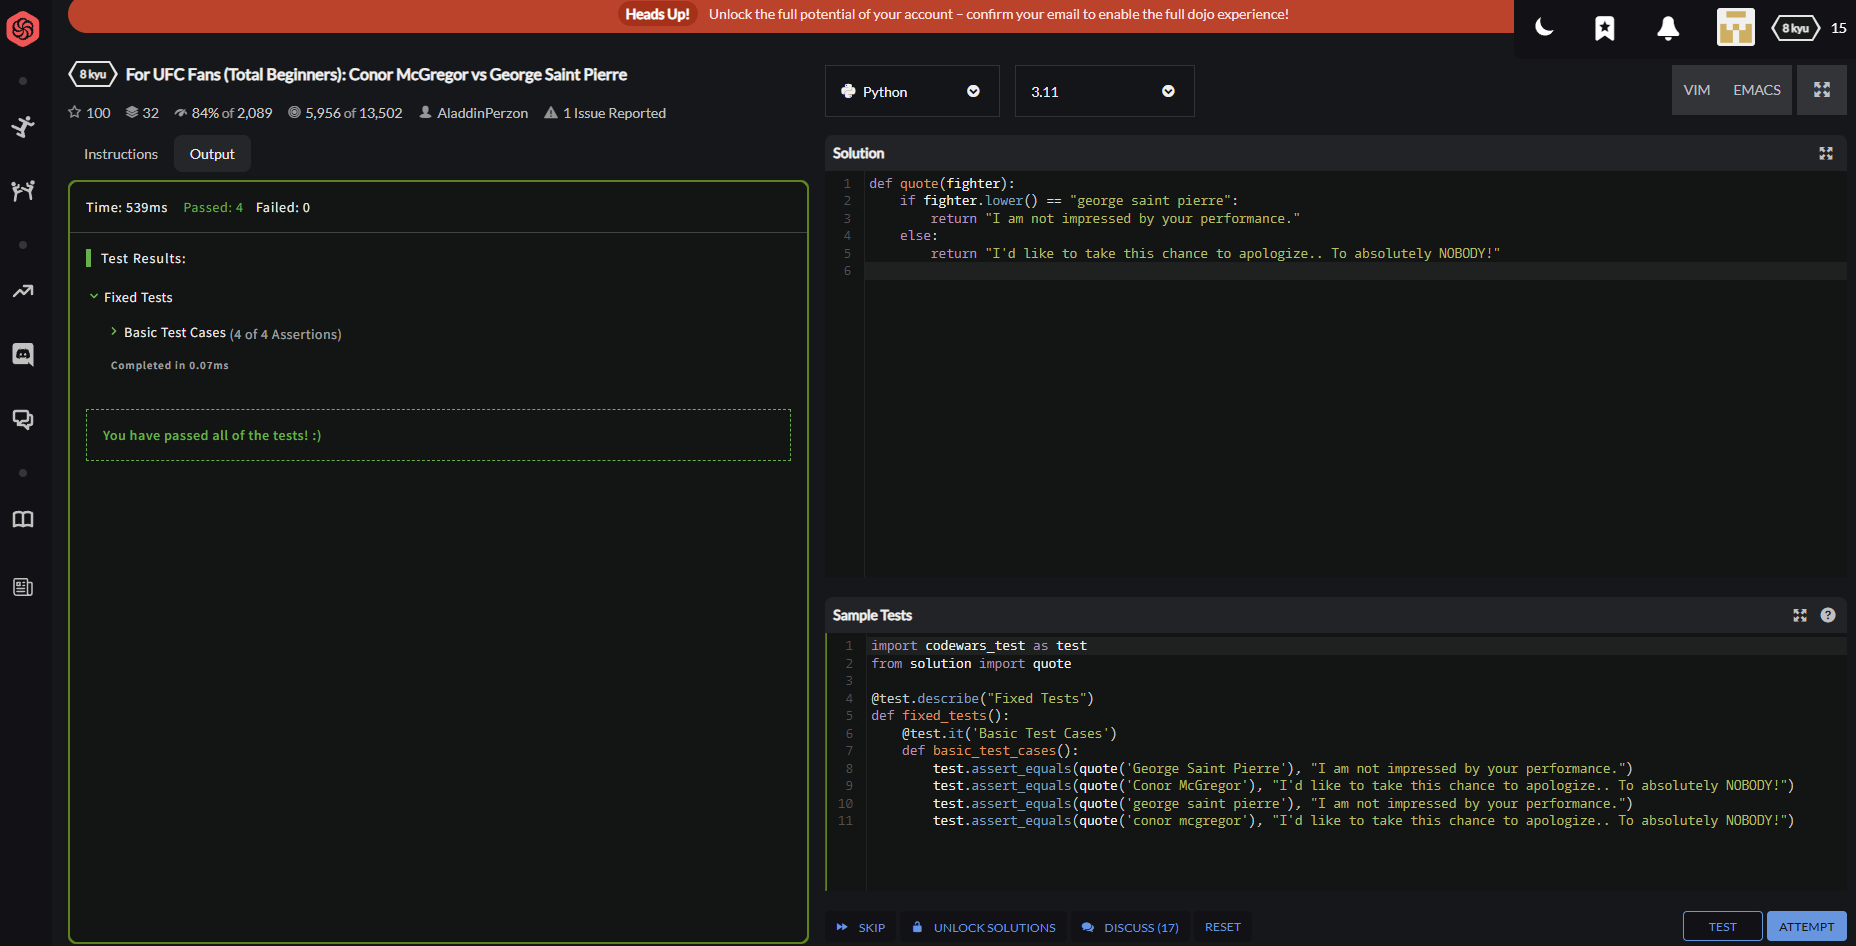 Heads Up! Unlock the full potential of your account – confirm your email to enable the full dojo experience!
8 kyu 15
8 kyu For UFC Fans (Total Beginners): Conor McGregor vs George Saint Pierre
100 32 84% of 2,089 5,956 of 13,502 AladdinPerzon 1 Issue Reported
Instructions Output
Time: 539ms Passed: 4 Failed: 0
Test Results:
Fixed Tests
Basic Test Cases (4 of 4 Assertions)
Completed in 0.07ms
You have passed all of the tests! :)
Python 3.11 VIM EMACS
Solution
1 def quote(fighter):
2     if fighter.lower() == "george saint pierre":
3         return "I am not impressed by your performance."
4     else:
5         return "I'd like to take this chance to apologize.. To absolutely NOBODY!"
6
Sample Tests ?
1 import codewars_test as test
2 from solution import quote
3
4 @test.describe("Fixed Tests")
5 def fixed_tests():
6     @test.it('Basic Test Cases')
7     def basic_test_cases():
8         test.assert_equals(quote('George Saint Pierre'), "I am not impressed by your performance.")
9         test.assert_equals(quote('Conor McGregor'), "I'd like to take this chance to apologize.. To absolutely NOBODY!")
10         test.assert_equals(quote('george saint pierre'), "I am not impressed by your performance.")
11         test.assert_equals(quote('conor mcgregor'), "I'd like to take this chance to apologize.. To absolutely NOBODY!")
SKIP UNLOCK SOLUTIONS DISCUSS (17) RESET TEST ATTEMPT